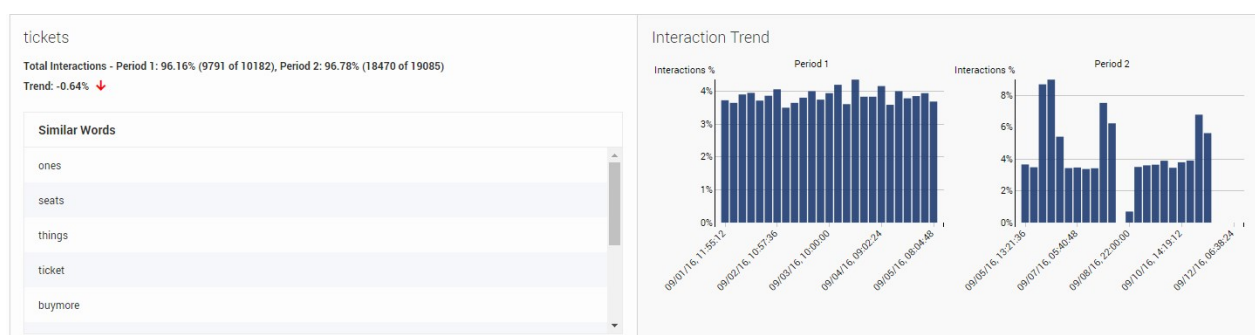 tickets
Total Interactions - Period 1: 96.16% (9791 of 10182), Period 2: 96.78% (18470 of 19085)
Trend: -0.64%
Similar Words
ones
seats
things
ticket
buymore
Interaction Trend
Interactions %
Period 1
4%
3%
2%
1%
0%
09/01/16, 11:55:12
09/02/16, 10:57:36
09/03/16, 10:00:00
09/04/16, 09:02:24
09/05/16, 08:04:48
Interactions %
Period 2
8%
6%
4%
2%
0%
09/05/16, 13:21:36
09/07/16, 05:40:48
09/08/16, 22:00:00
09/10/16, 14:19:12
09/12/16, 06:38:24